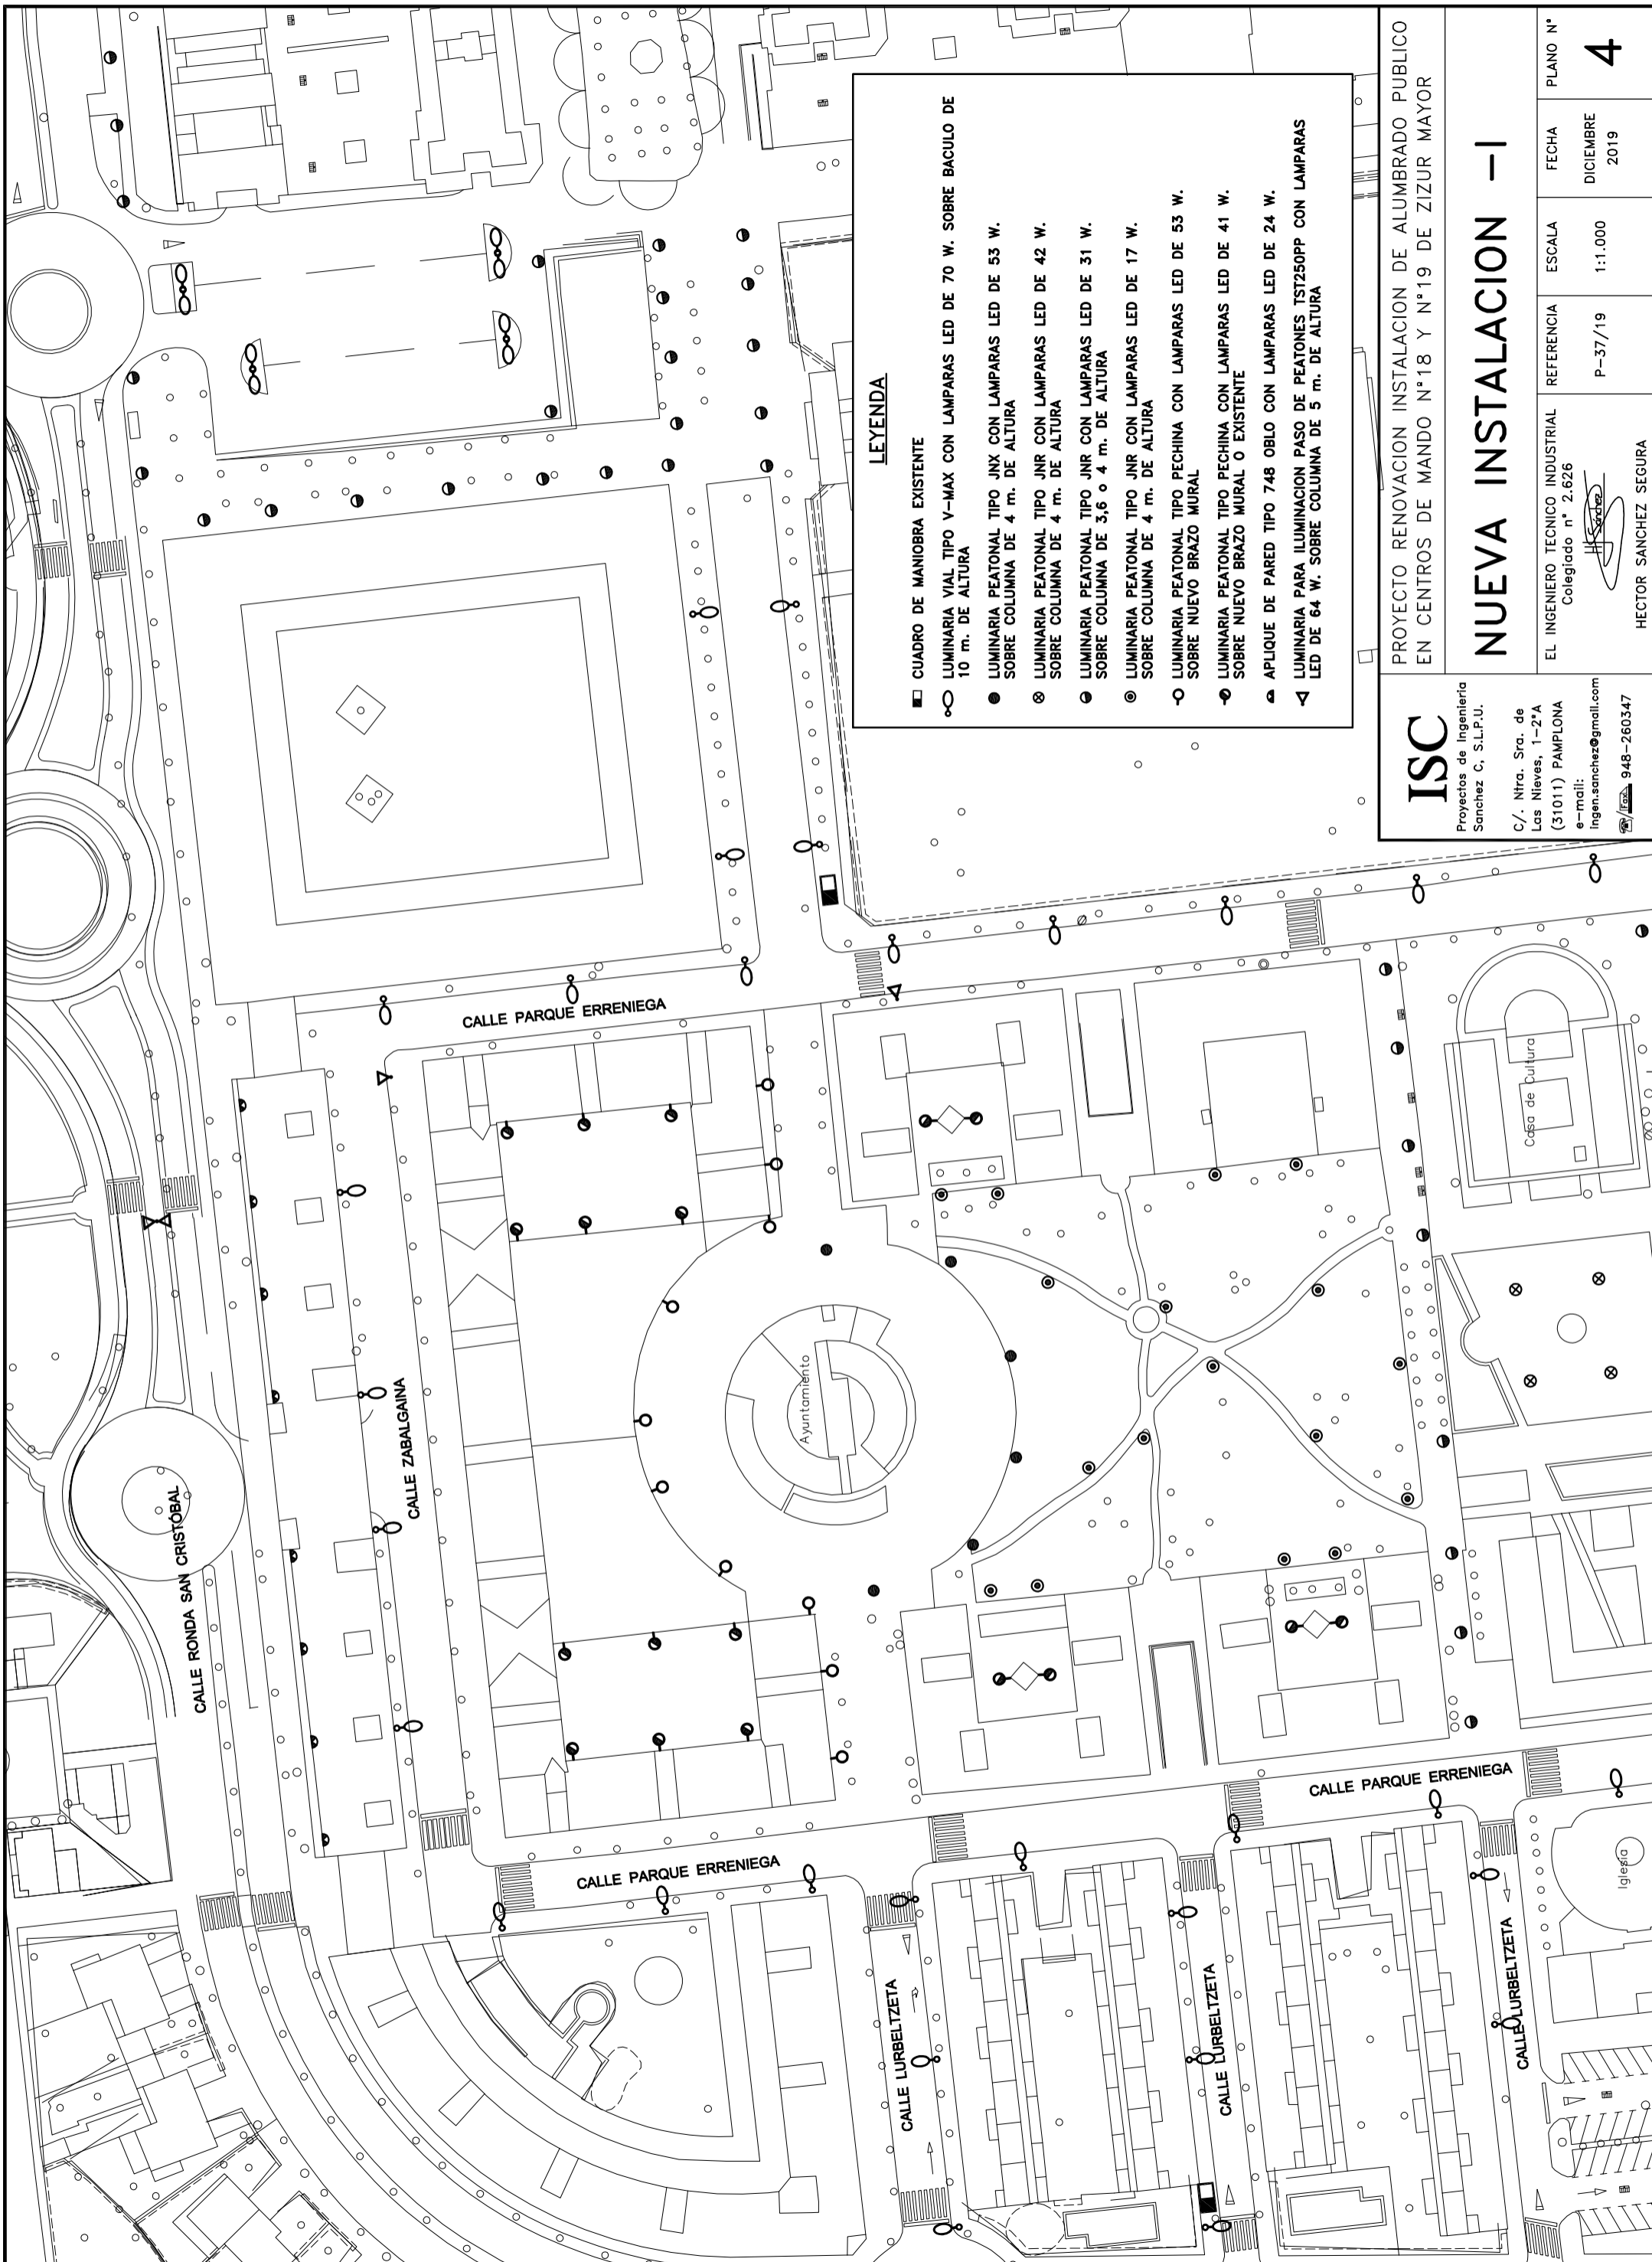 CALLE RONDA SAN CRISTÓBAL
CALLE ZABALGAINA
CALLE PARQUE ERRENIEGA
CALLE PARQUE ERRENIEGA
CALLE PARQUE ERRENIEGA
CALLE LURBELTZETA
CALLE LURBELTZETA
CALLE LURBELTZETA
Ayuntamiento
Casa de Cultura
Iglesia
LEYENDA
CUADRO DE MANIOBRA EXISTENTE
LUMINARIA VIAL TIPO V-MAX CON LAMPARAS LED DE 70 W. SOBRE BACULO DE
10 m. DE ALTURA
LUMINARIA PEATONAL TIPO JNX CON LAMPARAS LED DE 53 W.
SOBRE COLUMNA DE 4 m. DE ALTURA
LUMINARIA PEATONAL TIPO JNR CON LAMPARAS LED DE 42 W.
SOBRE COLUMNA DE 4 m. DE ALTURA
LUMINARIA PEATONAL TIPO JNR CON LAMPARAS LED DE 31 W.
SOBRE COLUMNA DE 3,6 o 4 m. DE ALTURA
LUMINARIA PEATONAL TIPO JNR CON LAMPARAS LED DE 17 W.
SOBRE COLUMNA DE 4 m. DE ALTURA
LUMINARIA PEATONAL TIPO PECHINA CON LAMPARAS LED DE 53 W.
SOBRE NUEVO BRAZO MURAL
LUMINARIA PEATONAL TIPO PECHINA CON LAMPARAS LED DE 41 W.
SOBRE NUEVO BRAZO MURAL O EXISTENTE
APLIQUE DE PARED TIPO 748 OBLO CON LAMPARAS LED DE 24 W.
LUMINARIA PARA ILUMINACION PASO DE PEATONES TST250PP CON LAMPARAS
LED DE 64 W. SOBRE COLUMNA DE 5 m. DE ALTURA
ISC
Proyectos de Ingenieria
Sanchez C, S.L.P.U.
C/. Ntra. Sra. de
Las Nieves, 1-2ºA
(31011) PAMPLONA
e-mail:
ingen.sanchez@gmail.com
Fax 948-260347
PROYECTO RENOVACION INSTALACION DE ALUMBRADO PUBLICO
EN CENTROS DE MANDO Nº18 Y Nº19 DE ZIZUR MAYOR
NUEVA INSTALACION -I
EL INGENIERO TECNICO INDUSTRIAL
Colegiado nº 2.626
HECTOR SANCHEZ SEGURA
REFERENCIA
P-37/19
ESCALA
1:1.000
FECHA
DICIEMBRE
2019
PLANO Nº
4